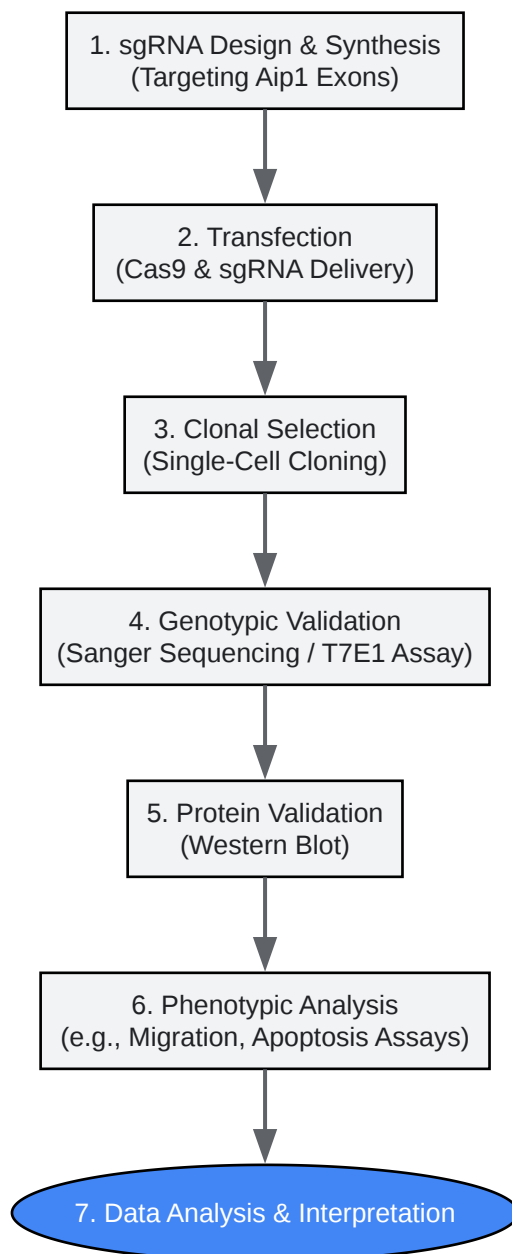 1. sgRNA Design & Synthesis
(Targeting Aip1 Exons)
2. Transfection
(Cas9 & sgRNA Delivery)
3. Clonal Selection
(Single-Cell Cloning)
4. Genotypic Validation
(Sanger Sequencing / T7E1 Assay)
5. Protein Validation
(Western Blot)
6. Phenotypic Analysis
(e.g., Migration, Apoptosis Assays)
7. Data Analysis & Interpretation